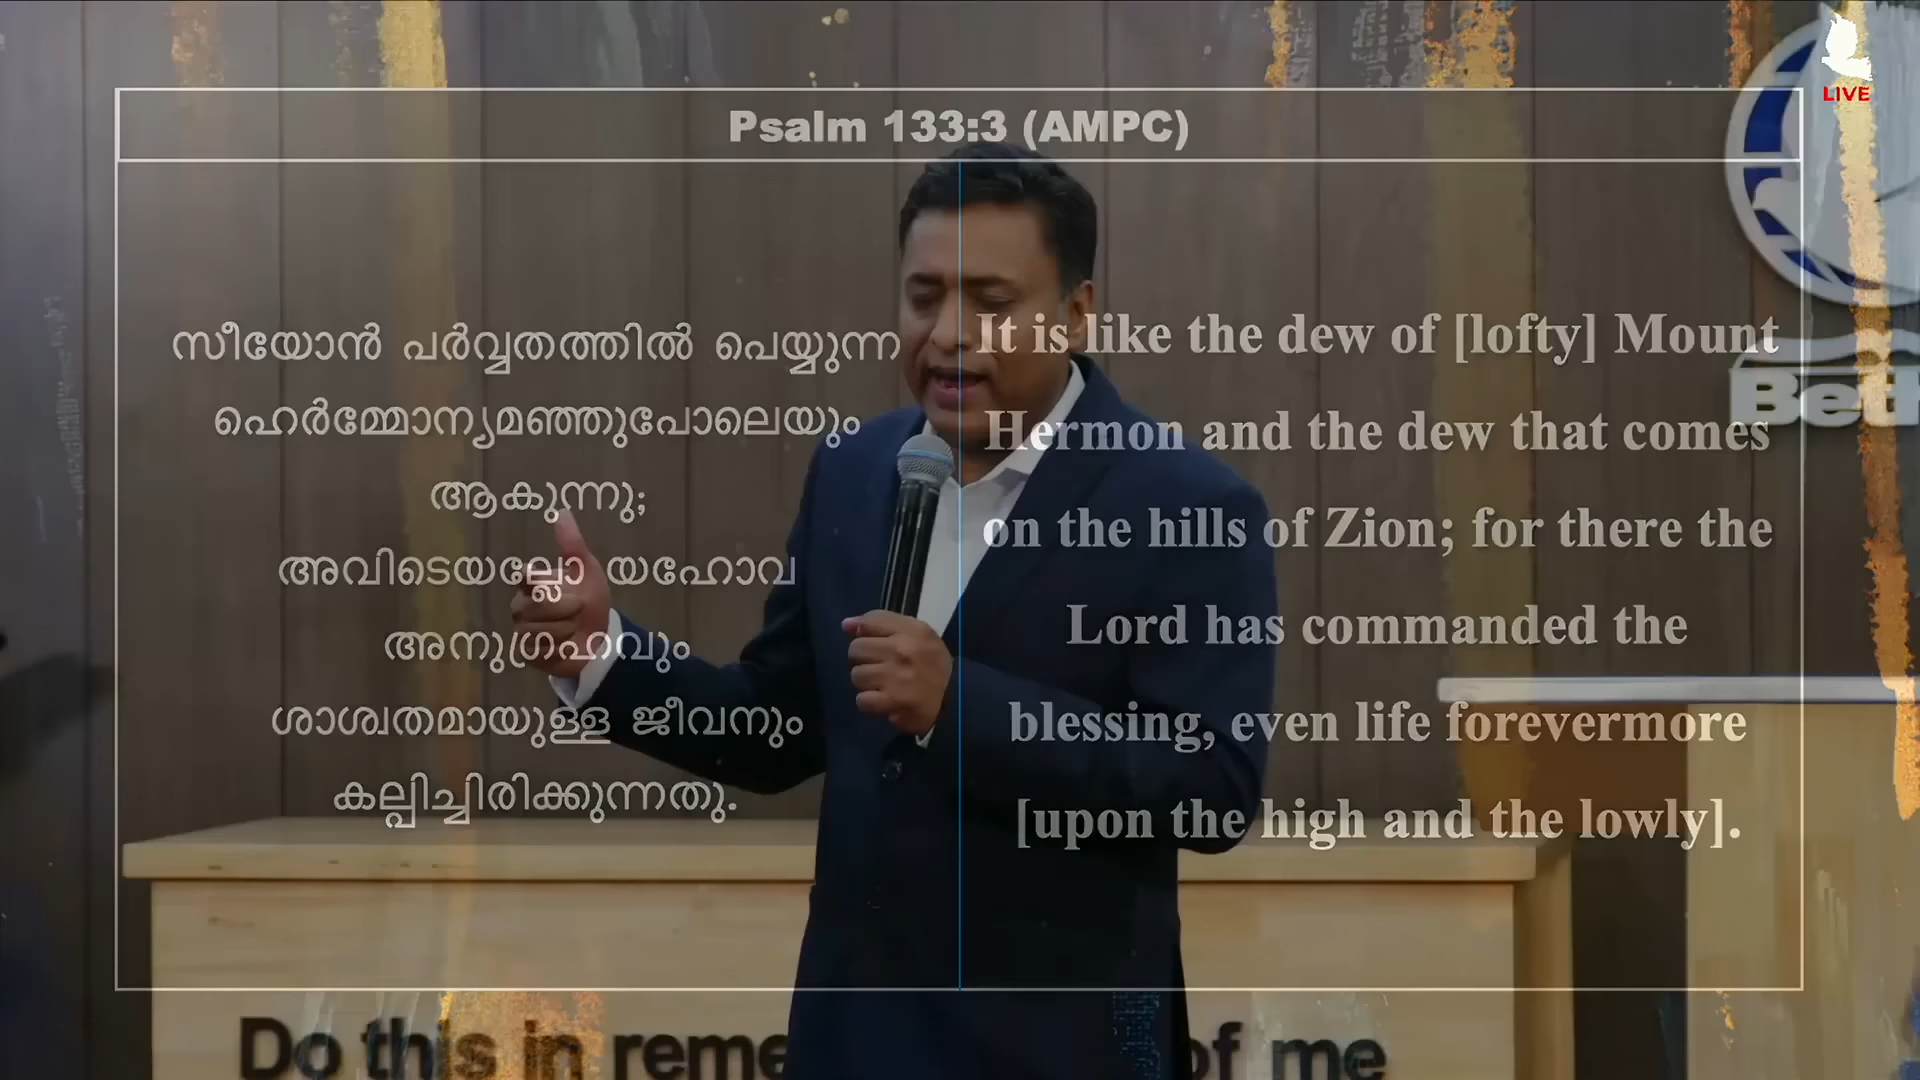 LIVE
Psalm 133:3 (AMPC)
സീയോൻ പർവ്വതത്തിൽ പെയ്യുന്ന
ഹെർമ്മോന്യമഞ്ഞുപോലെയും
ആകുന്നു;
അവിടെയല്ലോ യഹോവ
അനുഗ്രഹവും
ശാശ്വതമായുള്ള ജീവനും
കല്പിച്ചിരിക്കുന്നതു.
It is like the dew of [lofty] Mount
Hermon and the dew that comes
on the hills of Zion; for there the
Lord has commanded the
blessing, even life forevermore
[upon the high and the lowly].
Do this in of me